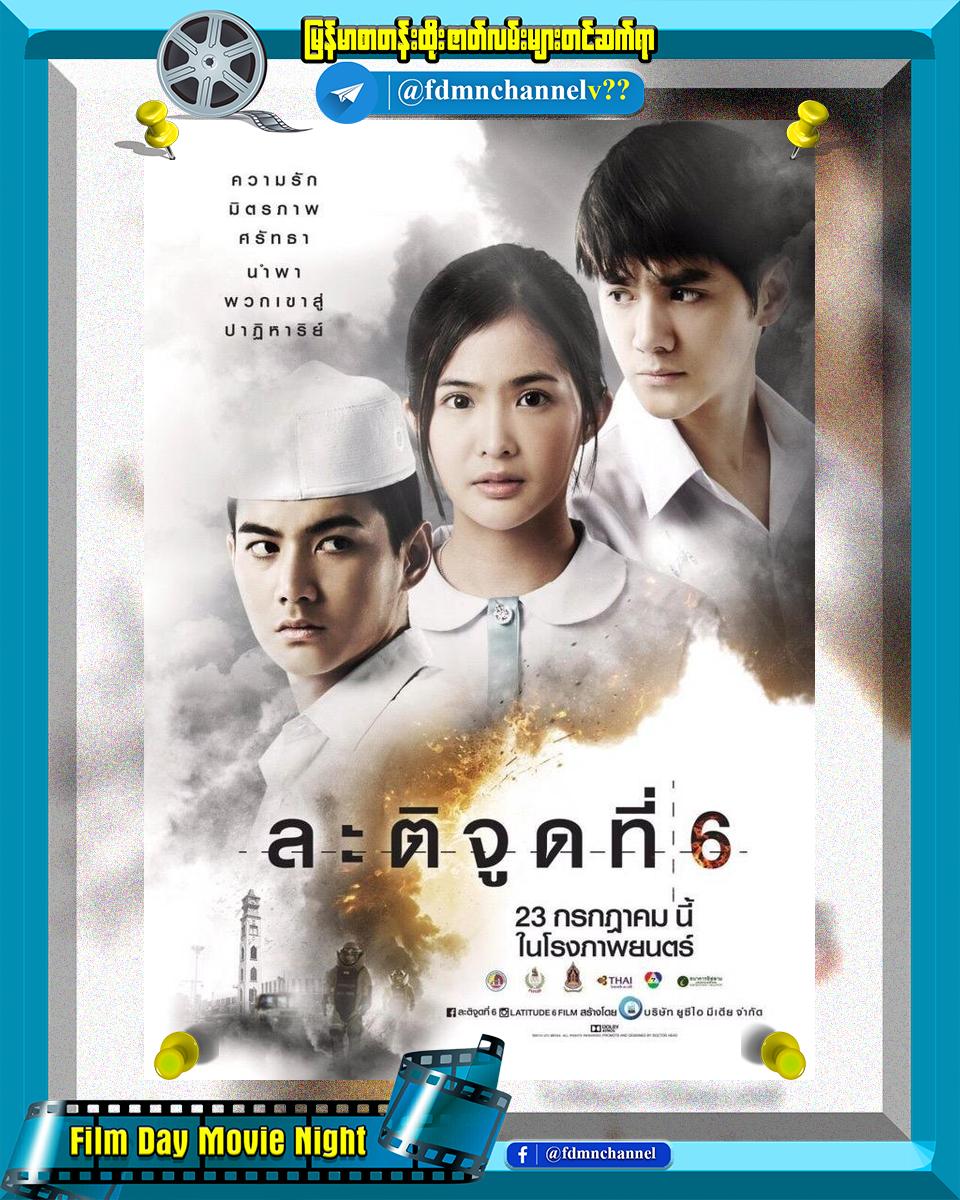 မြန်မာစာတန်းထိုးဇာတ်လမ်းများတင်ဆက်ရာ
@fdmnchannelv??
ความรัก
มิตรภาพ
ศรัทธา
นำพา
พวกเขาสู่
ปาฏิหาริย์
ละติจูดที่ 6
23 กรกฎาคม นี้
ในโรงภาพยนตร์
THAI
ละติจูดที่ 6 LATITUDE 6 FILM สร้างโดย บริษัท ยูซีไอ มีเดีย จำกัด
DOLBY
Film Day Movie Night
f @fdmnchannel